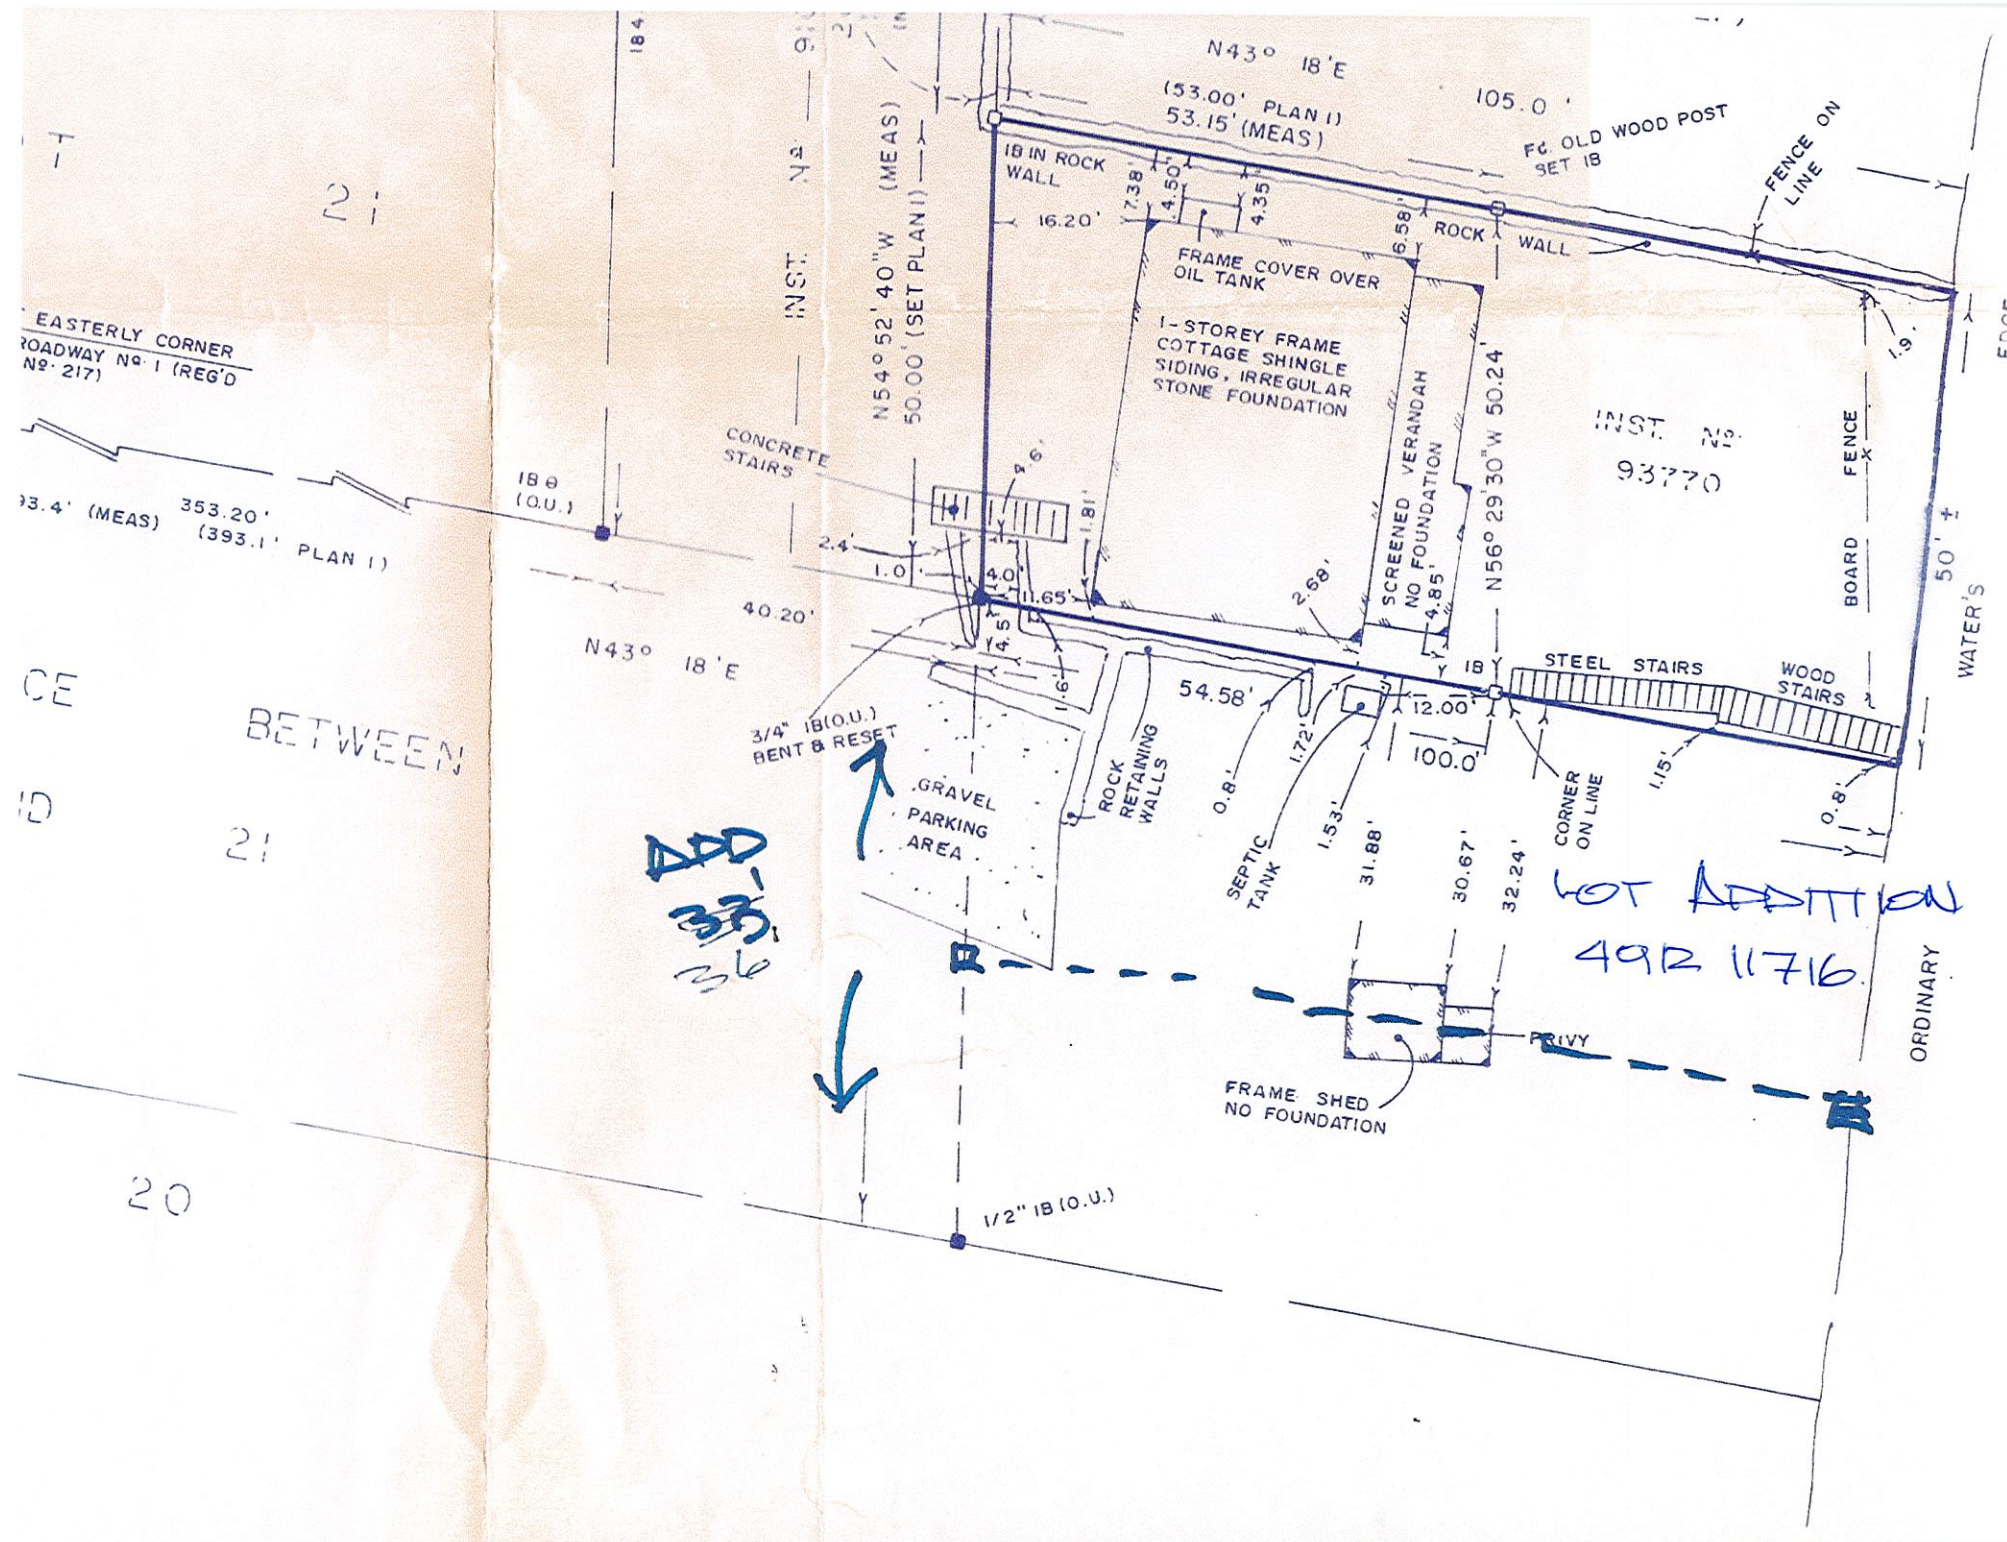 184.
N43° 18'E
(53.00' PLAN 1)
53.15' (MEAS)
105.0'
FC. OLD WOOD POST
SET IB
FENCE ON
LINE
INST. Nº
N54° 52' 40" W (MEAS)
50.00' (SET PLAN 1)
IB IN ROCK
WALL
16.20'
7.38'
4.50'
4.35'
6.58'
ROCK WALL
21
FRAME COVER OVER
OIL TANK
1-STOREY FRAME
COTTAGE SHINGLE
SIDING, IRREGULAR
STONE FOUNDATION
1.9'
EASTERLY CORNER
ROADWAY Nº 1 (REG'D
Nº 217)
CONCRETE
STAIRS
SCREENED VERANDAH
NO FOUNDATION
N56° 29' 30" W 50.24'
INST. Nº
93770
BOARD FENCE
50' ±
WATER'S
93.4' (MEAS)
353.20'
(393.1' PLAN 1)
IB
(O.U.)
2.4'
1.0'
4.0'
11.65'
1.81'
2.68'
4.85'
40.20'
N43° 18'E
4.5'
1.6'
IB
STEEL STAIRS
WOOD
STAIRS
CE
BETWEEN
3/4" IB (O.U.)
BENT & RESET
54.58'
12.00'
100.0'
ROCK
RETAINING
WALLS
0.8'
1.72'
1.53'
SEPTIC
TANK
CORNER
ON LINE
1.15'
0.8'
GRAVEL
PARKING
AREA
21
ADD
33'
36
31.88'
30.67'
32.24'
LOT ADDITION
49R 11716.
ORDINARY
PRIVY
FRAME SHED
NO FOUNDATION
20
1/2" IB (O.U.)